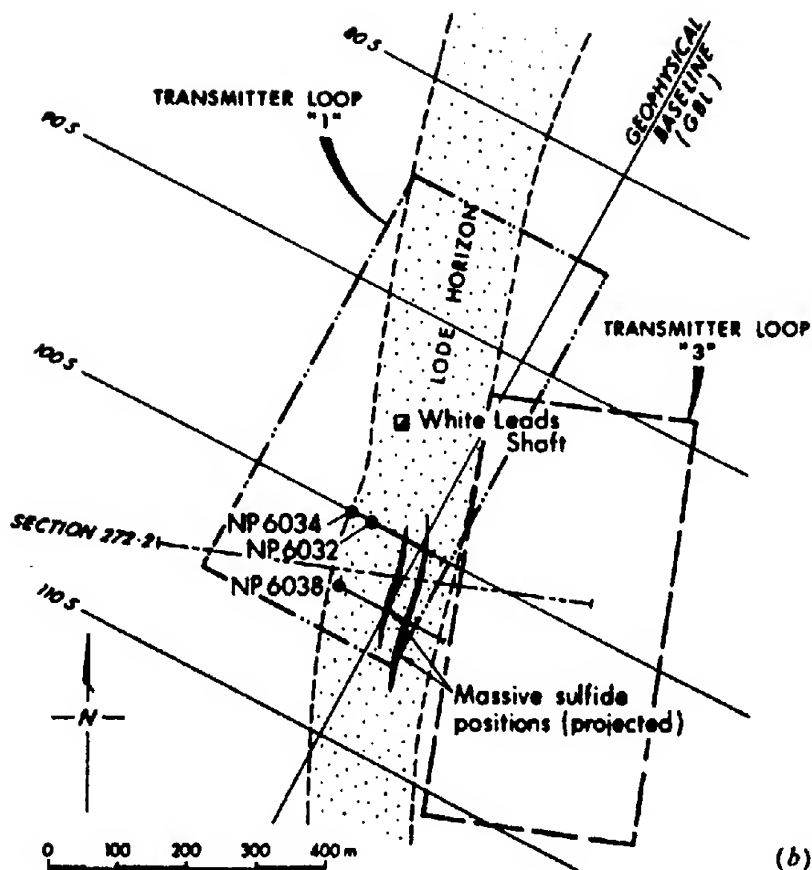 80 S
TRANSMITTER LOOP
"1"
GEOPHYSICAL
BASELINE
(GBL)
90 S
LODE HORIZON
TRANSMITTER LOOP
"3"
100 S
White Leads
Shaft
NP.6034
NP.6032
SECTION 272·2
NP.6038
110 S
Massive sulfide
positions (projected)
N
0 100 200 300 400 m
(b)